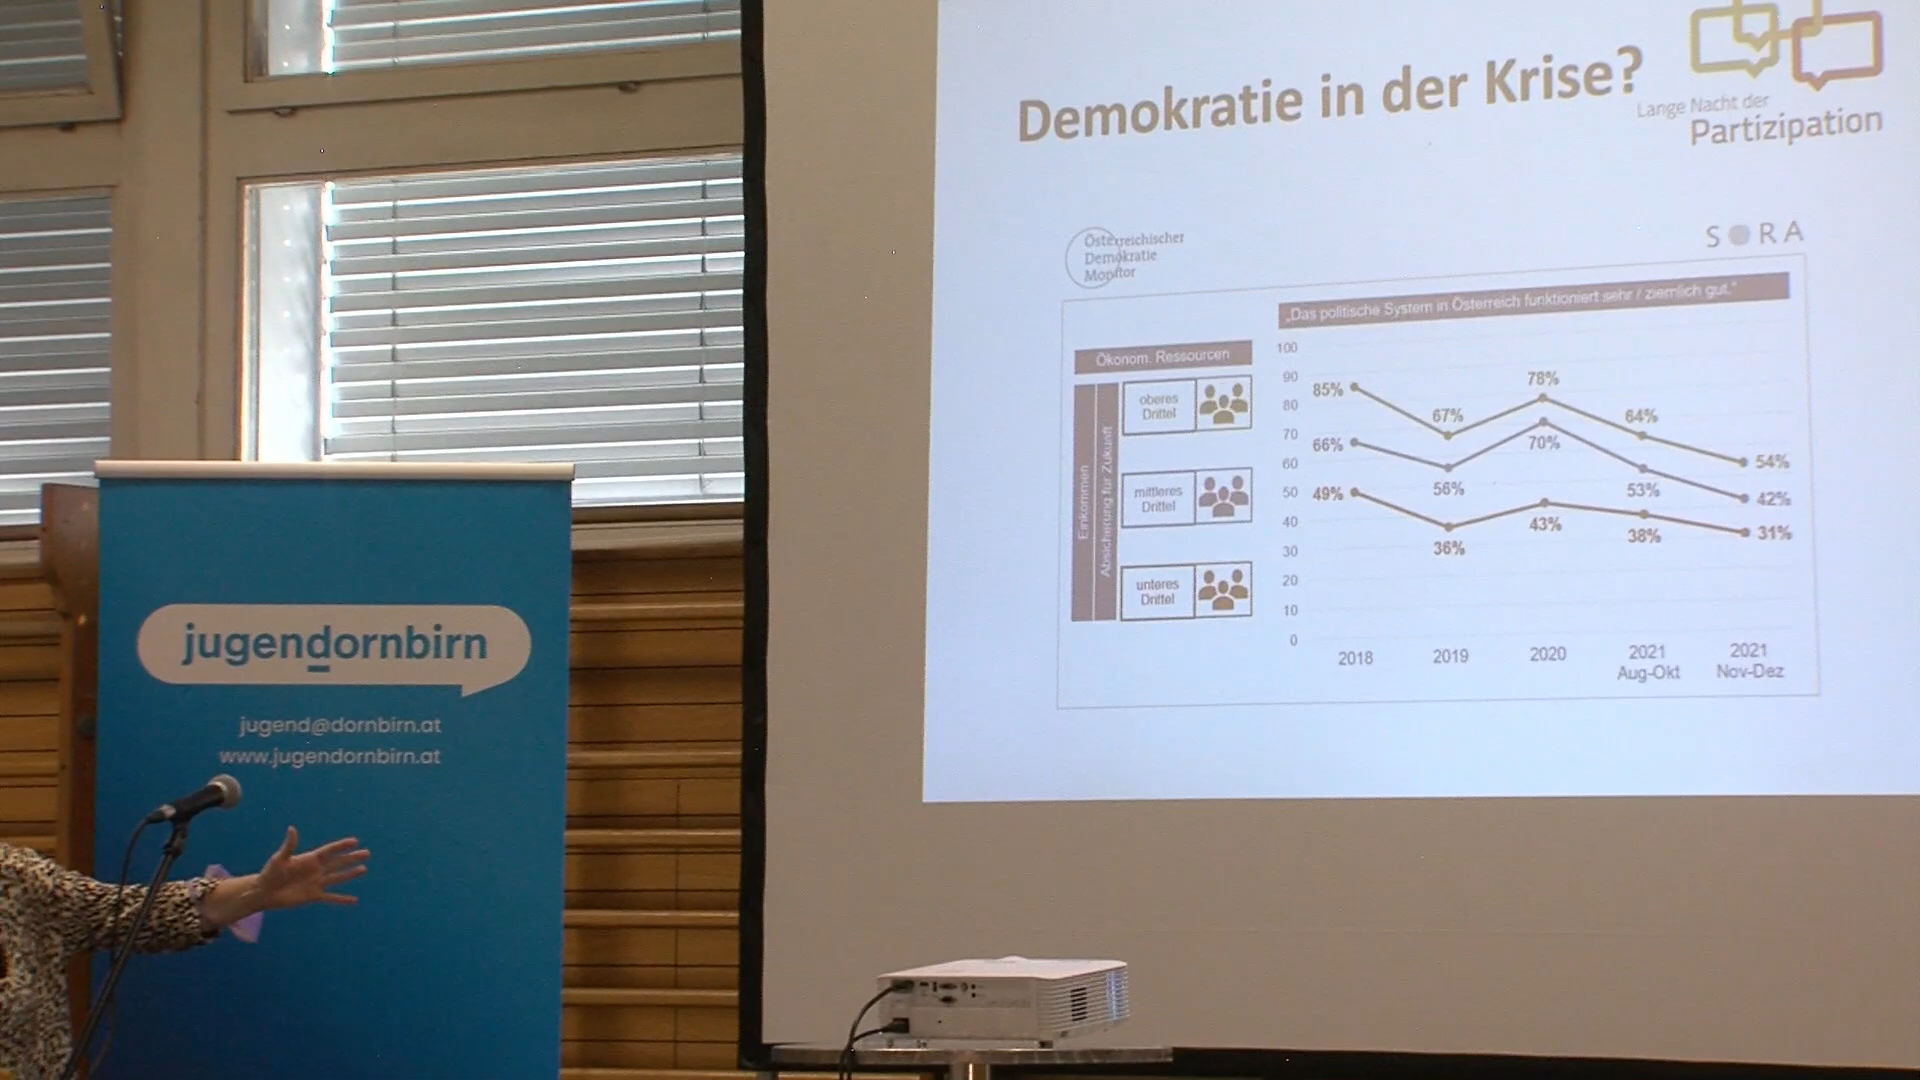 Demokratie in der Krise?
Lange Nacht der
Partizipation
Österreichischer
Demokratie
Monitor
SORA
„Das politische System in Österreich funktioniert sehr / ziemlich gut.“
Ökonom. Ressourcen
Einkommen
Absicherung für Zukunft
oberes
Drittel
mittleres
Drittel
unteres
Drittel
100
90
80
70
60
50
40
30
20
10
0
85%
67%
78%
64%
54%
66%
56%
70%
53%
42%
49%
36%
43%
38%
31%
2018
2019
2020
2021
Aug-Okt
2021
Nov-Dez
jugendornbirn
jugend@dornbirn.at
www.jugendornbirn.at